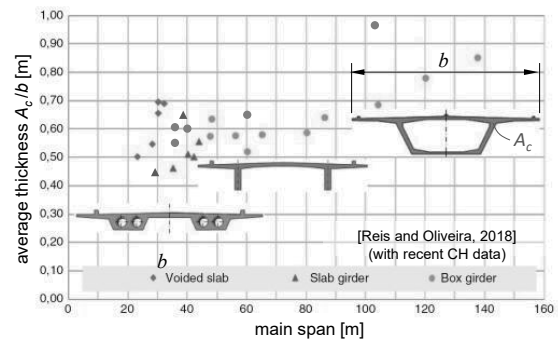 average thickness A_c/b [m]
1,00
0,90
0,80
0,70
0,60
0,50
0,40
0,30
0,20
0,10
0,00
b
A_c
[Reis and Oliveira, 2018]
(with recent CH data)
b
Voided slab
Slab girder
Box girder
0
20
40
60
80
100
120
140
160
main span [m]